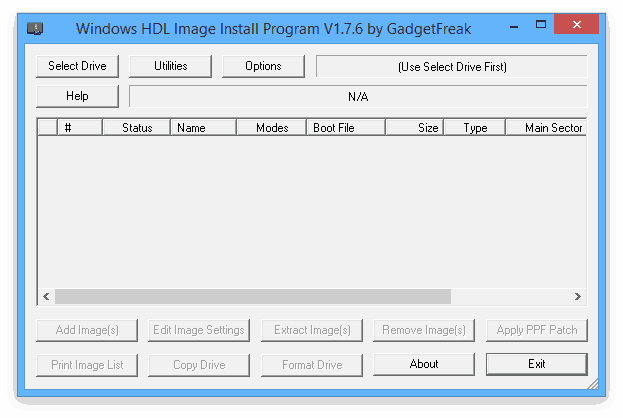 Windows HDL Image Install Program V1.7.6 by GadgetFreak
Select Drive Utilities Options (Use Select Drive First)
Help N/A
# Status Name Modes Boot File Size Type Main Sector
Add Image(s) Edit Image Settings Extract Image(s) Remove Image(s) Apply PPF Patch
Print Image List Copy Drive Format Drive About Exit